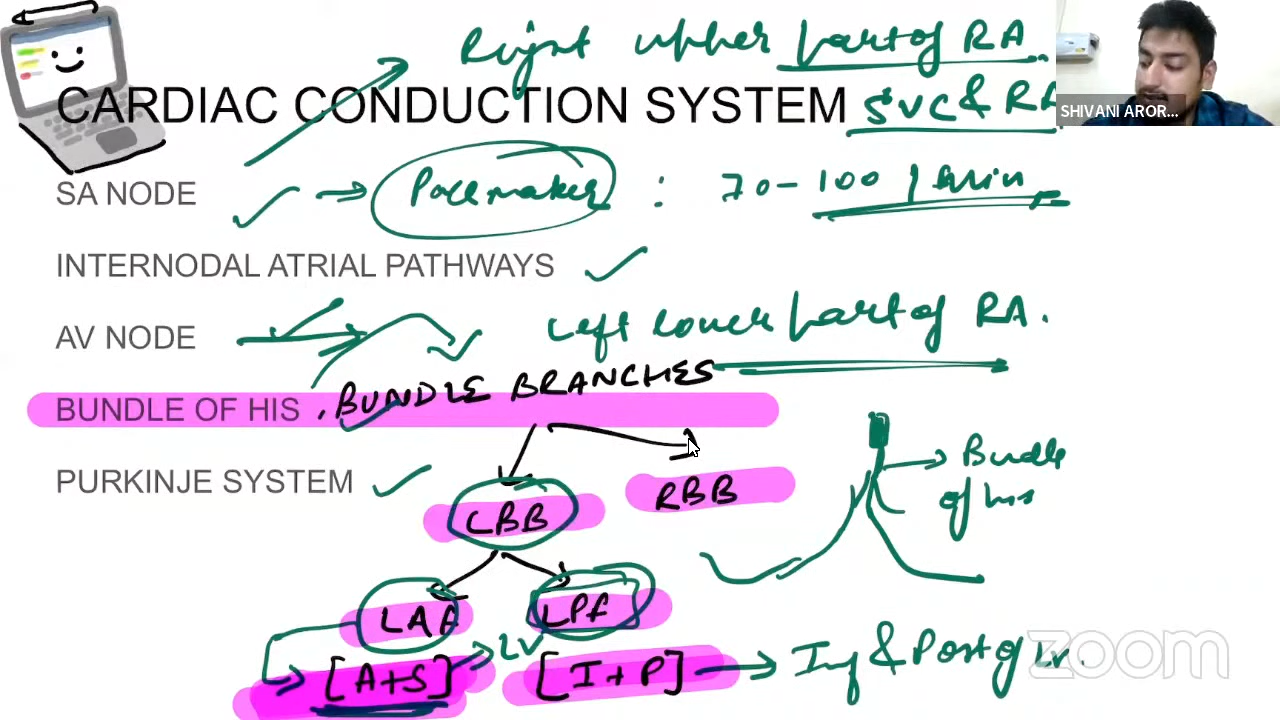 Right upper part of RA
CARDIAC CONDUCTION SYSTEM SVC & RA
SHIVANI AROR...
SA NODE → Pacemaker : 70-100 / min
INTERNODAL ATRIAL PATHWAYS
AV NODE Left lower part of RA.
BUNDLE OF HIS , BUNDLE BRANCHES
PURKINJE SYSTEM
Bundle
of his
LBB RBB
LAF LPF
[A+S] → LV [I+P] → Inf & Post of LV.
zoom